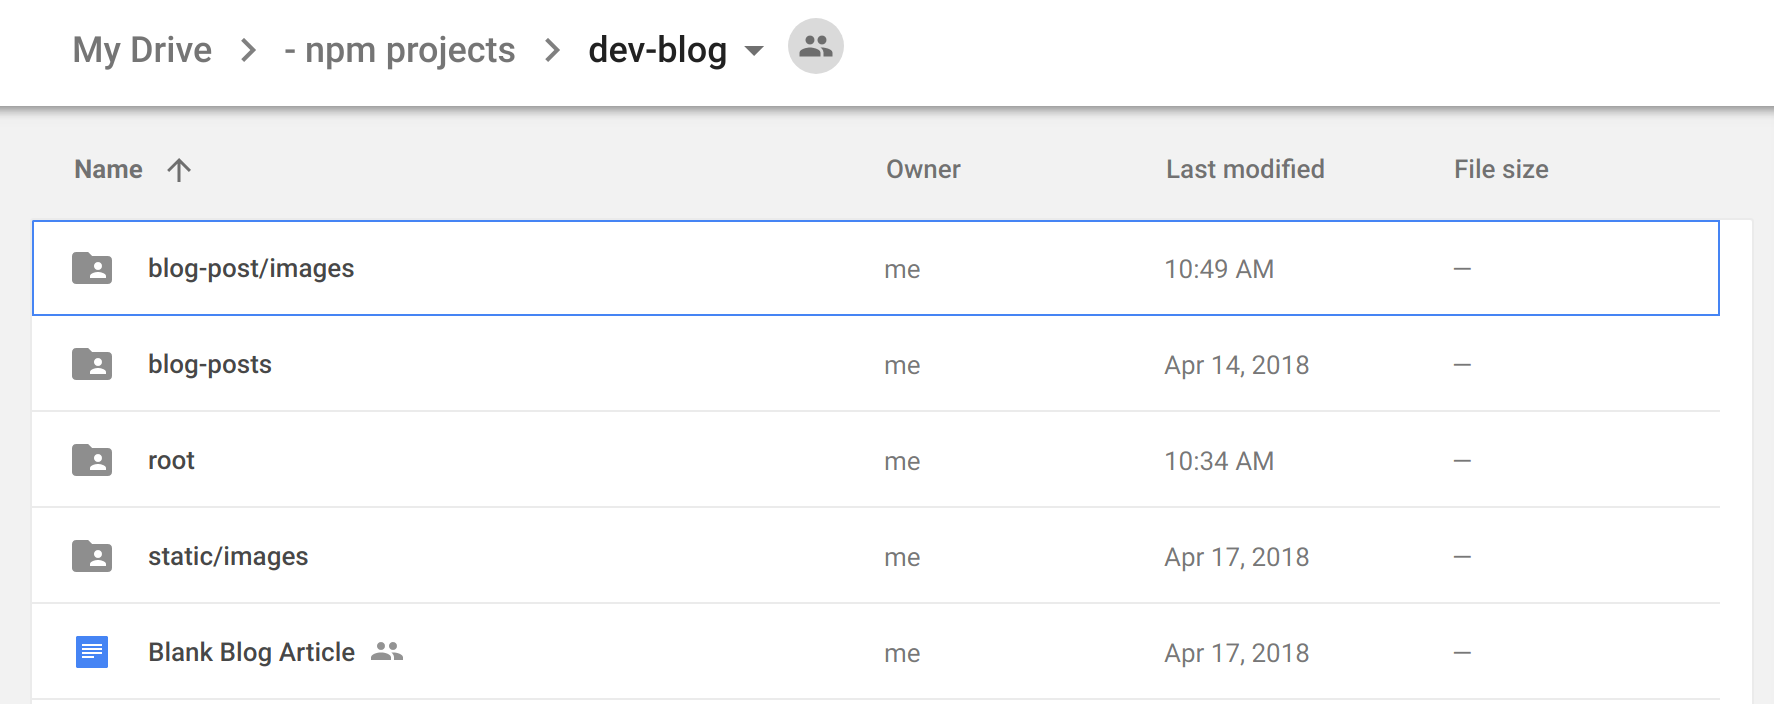 My Drive > - npm projects > dev-blog
Name Owner Last modified File size
blog-post/images me 10:49 AM —
blog-posts me Apr 14, 2018 —
root me 10:34 AM —
static/images me Apr 17, 2018 —
Blank Blog Article me Apr 17, 2018 —